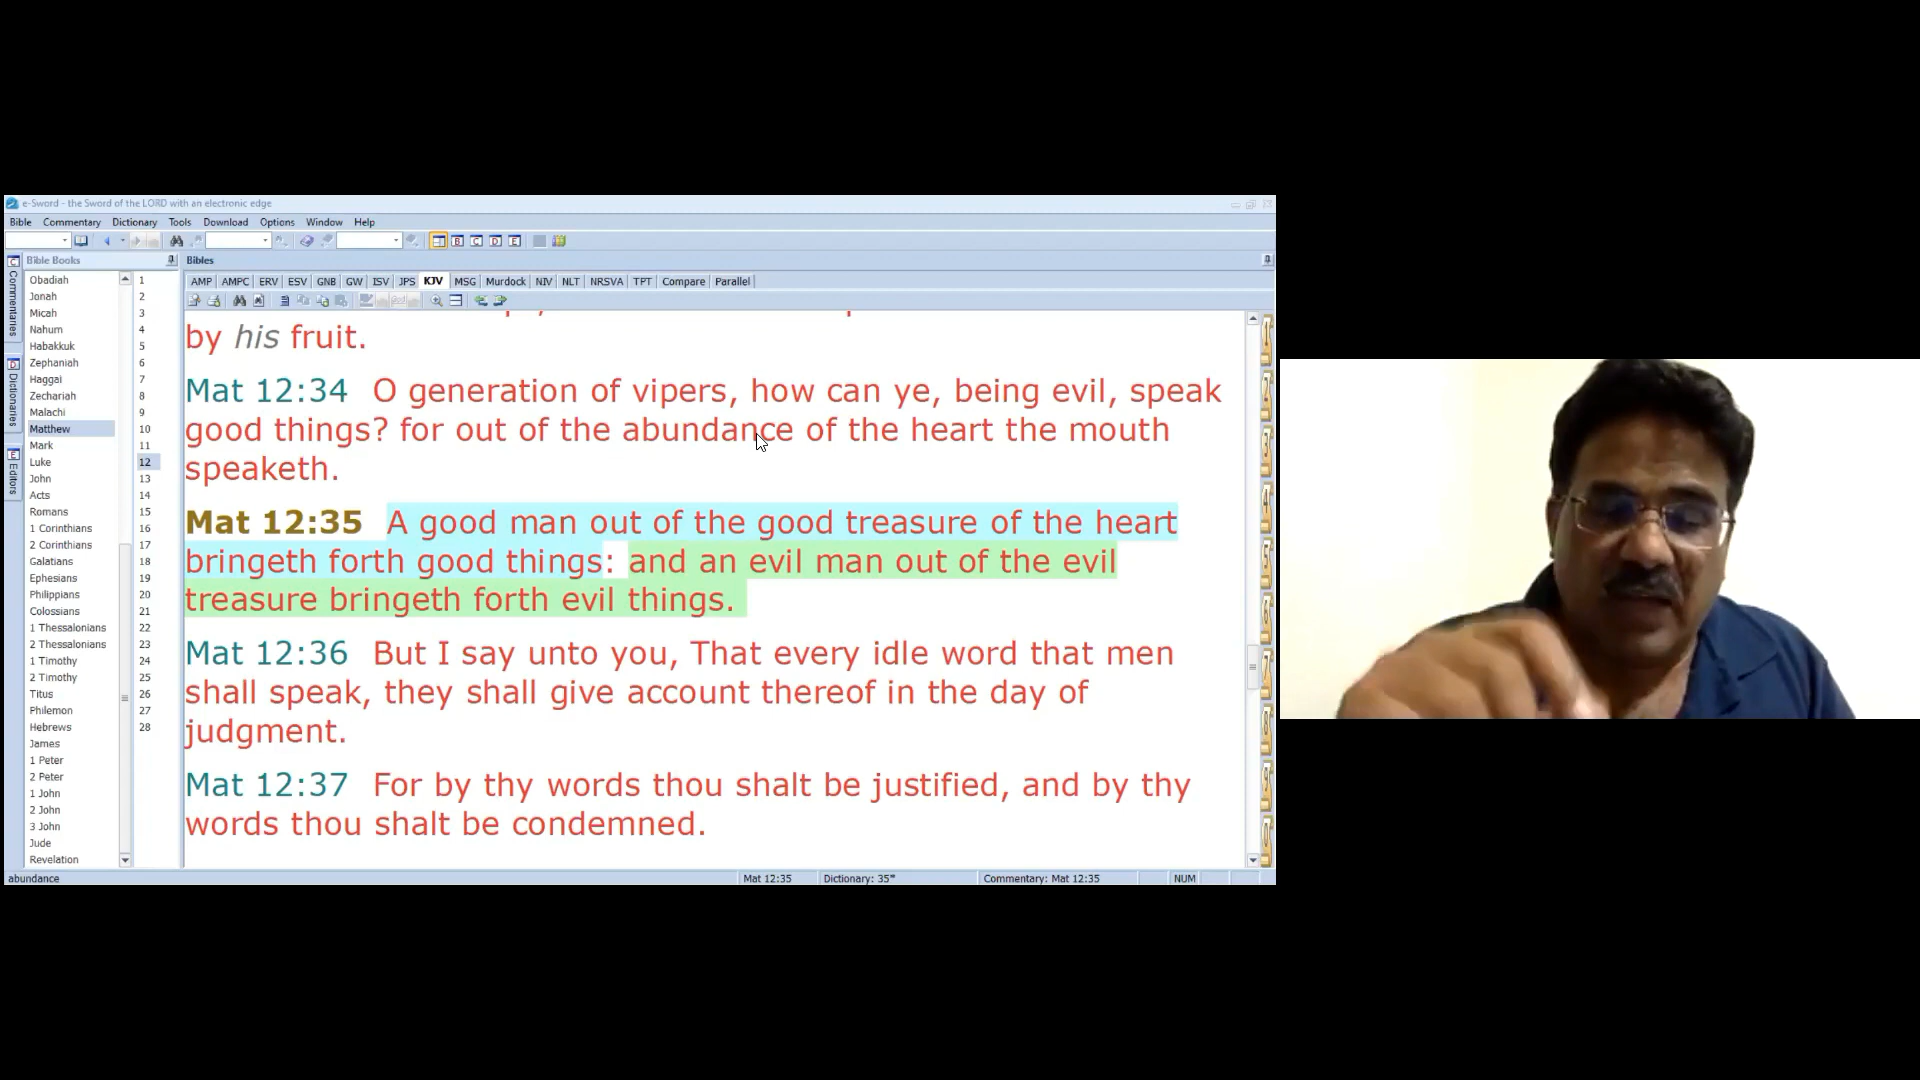 e-Sword - the Sword of the LORD with an electronic edge
Bible Commentary Dictionary Tools Download Options Window Help
Bible Books
Bibles
Commentaries
Dictionaries
Editors
AMP AMPC ERV ESV GNB GW ISV JPS KJV MSG Murdock NIV NLT NRSVA TPT Compare Parallel
Obadiah
Jonah
Micah
Nahum
Habakkuk
Zephaniah
Haggai
Zechariah
Malachi
Matthew
Mark
Luke
John
Acts
Romans
1 Corinthians
2 Corinthians
Galatians
Ephesians
Philippians
Colossians
1 Thessalonians
2 Thessalonians
1 Timothy
2 Timothy
Titus
Philemon
Hebrews
James
1 Peter
2 Peter
1 John
2 John
3 John
Jude
Revelation
1
2
3
4
5
6
7
8
9
10
11
12
13
14
15
16
17
18
19
20
21
22
23
24
25
26
27
28
by his fruit.
Mat 12:34 O generation of vipers, how can ye, being evil, speak
good things? for out of the abundance of the heart the mouth
speaketh.
Mat 12:35 A good man out of the good treasure of the heart
bringeth forth good things: and an evil man out of the evil
treasure bringeth forth evil things.
Mat 12:36 But I say unto you, That every idle word that men
shall speak, they shall give account thereof in the day of
judgment.
Mat 12:37 For by thy words thou shalt be justified, and by thy
words thou shalt be condemned.
abundance
Mat 12:35
Dictionary: 35*
Commentary: Mat 12:35
NUM